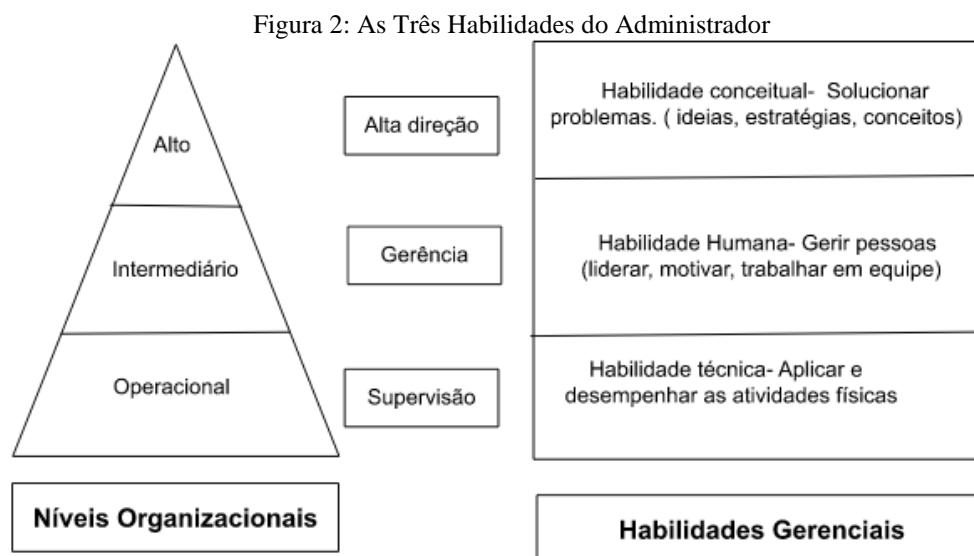 Figura 2: As Três Habilidades do Administrador
Alto
Intermediário
Operacional
Níveis Organizacionais
Alta direção
Gerência
Supervisão
Habilidade conceitual- Solucionar
problemas. ( ideias, estratégias, conceitos)
Habilidade Humana- Gerir pessoas
(liderar, motivar, trabalhar em equipe)
Habilidade técnica- Aplicar e
desempenhar as atividades físicas
Habilidades Gerenciais